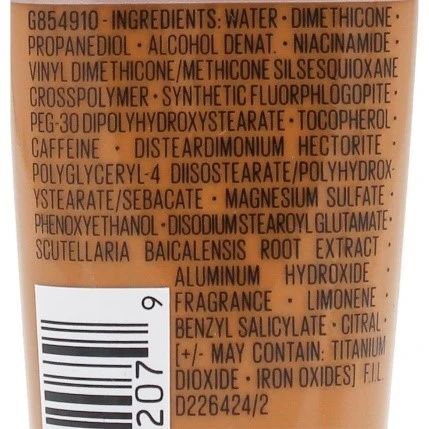 G854910 - INGREDIENTS: WATER • DIMETHICONE •
PROPANEDIOL • ALCOHOL DENAT. • NIACINAMIDE •
VINYL DIMETHICONE/METHICONE SILSESQUIOXANE
CROSSPOLYMER • SYNTHETIC FLUORPHLOGOPITE •
PEG-30 DIPOLYHYDROXYSTEARATE • TOCOPHEROL •
CAFFEINE • DISTEARDIMONIUM HECTORITE •
POLYGLYCERYL-4 DIISOSTEARATE/POLYHYDROX-
YSTEARATE/SEBACATE • MAGNESIUM SULFATE •
PHENOXYETHANOL • DISODIUM STEAROYL GLUTAMATE •
SCUTELLARIA BAICALENSIS ROOT EXTRACT •
ALUMINUM HYDROXIDE •
FRAGRANCE • LIMONENE •
BENZYL SALICYLATE • CITRAL •
[+/- MAY CONTAIN: TITANIUM
DIOXIDE • IRON OXIDES] F.I.L.
D226424/2
207 9